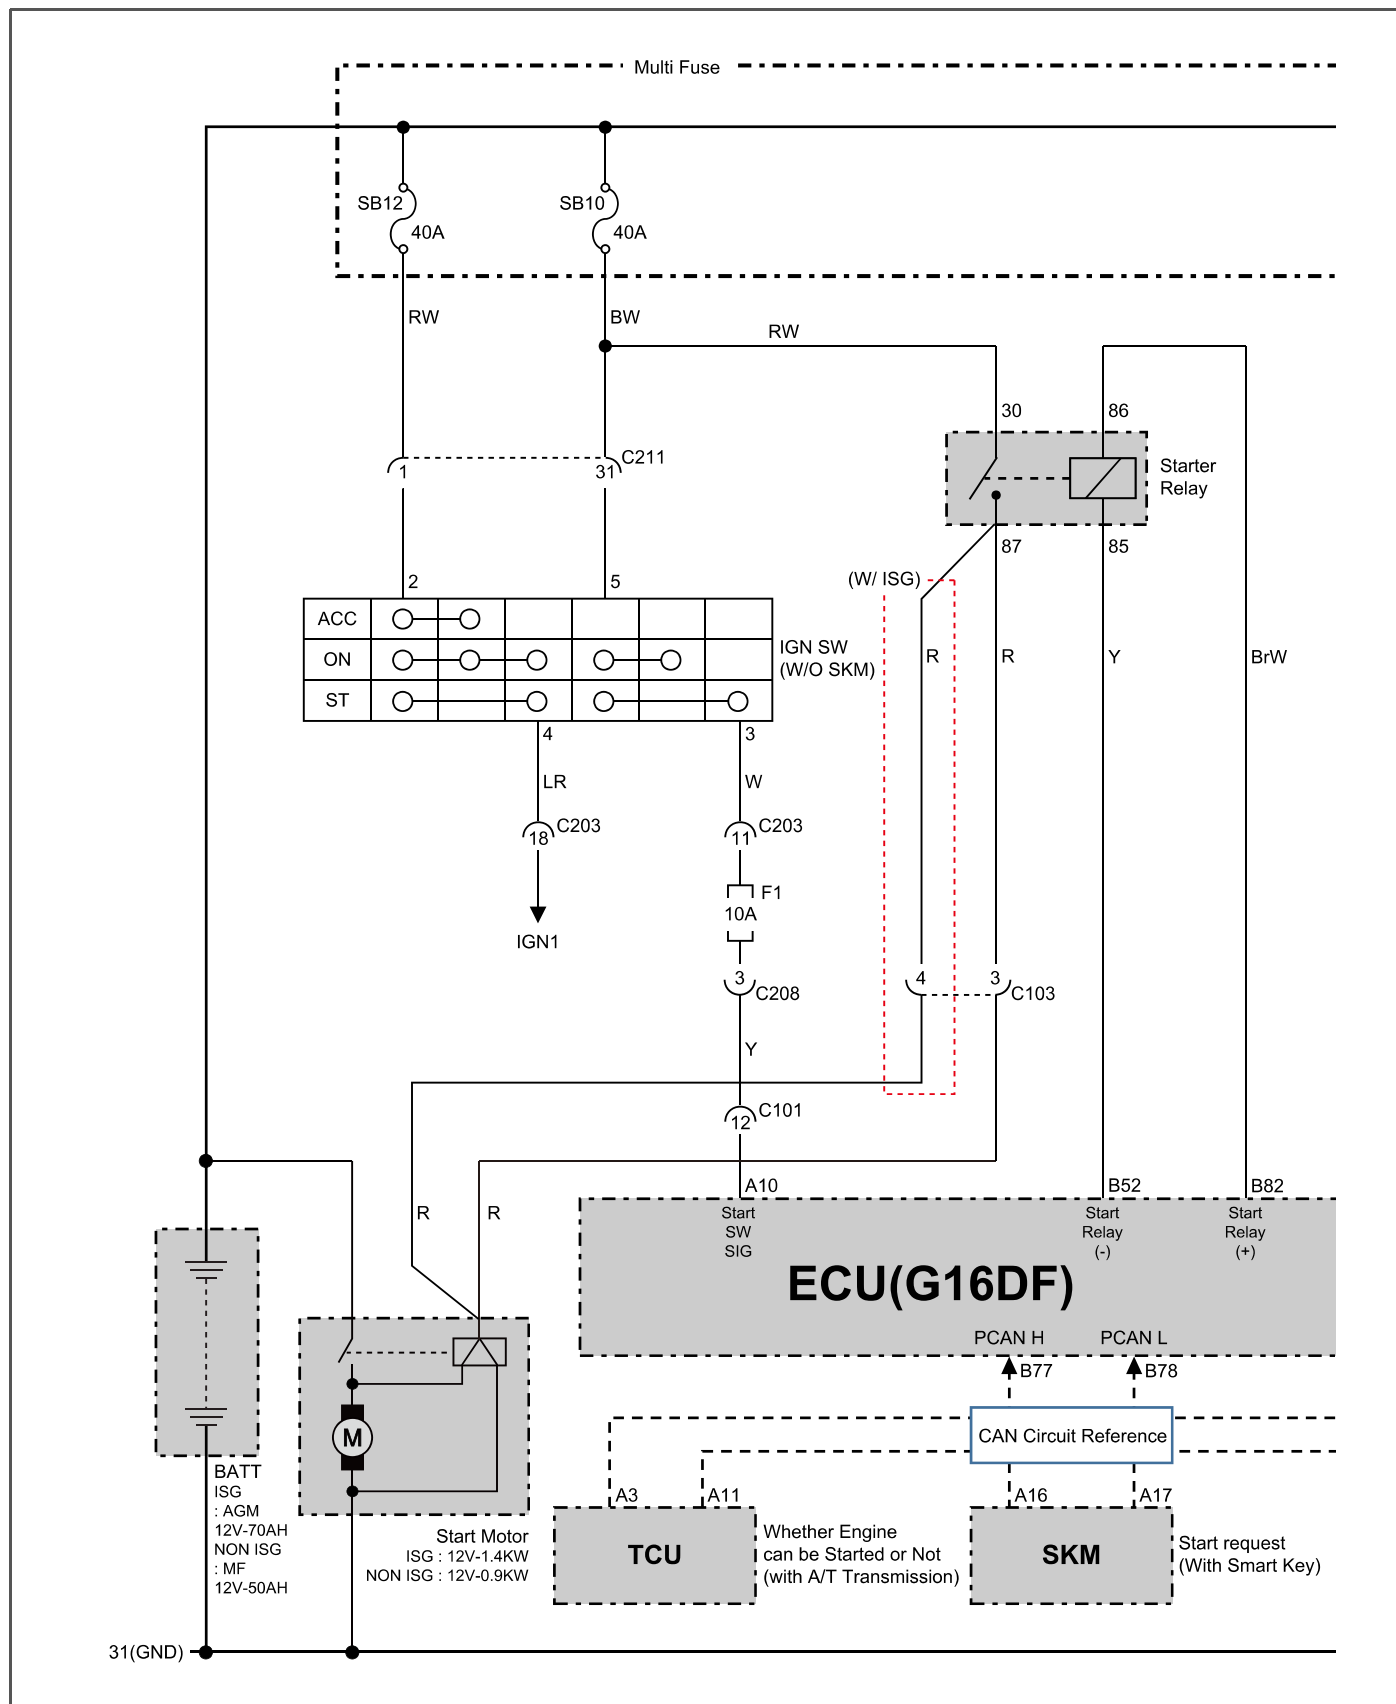 Multi Fuse
SB12
40A
SB10
40A
RW
BW
RW
30
86
1
31
C211
Starter
Relay
87
85
2
5
(W/ ISG)
ACC
ON
ST
IGN SW
(W/O SKM)
R
R
Y
BrW
4
3
LR
W
18
C203
11
C203
F1
10A
IGN1
3
C208
4
3
C103
Y
12
C101
A10
B52
B82
R
R
Start
SW
SIG
Start
Relay
(-)
Start
Relay
(+)
ECU(G16DF)
PCAN H
PCAN L
B77
B78
CAN Circuit Reference
M
BATT
ISG
: AGM
12V-70AH
NON ISG
: MF
12V-50AH
Start Motor
ISG : 12V-1.4KW
NON ISG : 12V-0.9KW
A3
A11
A16
A17
TCU
Whether Engine
can be Started or Not
(with A/T Transmission)
SKM
Start request
(With Smart Key)
31(GND)